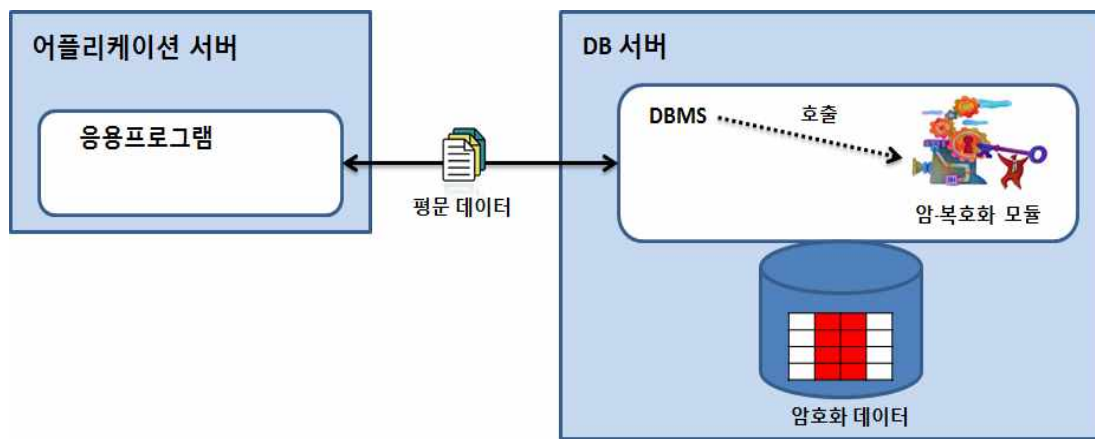 어플리케이션 서버
응용프로그램
평문 데이터
DB 서버
DBMS
호출
암·복호화 모듈
암호화 데이터